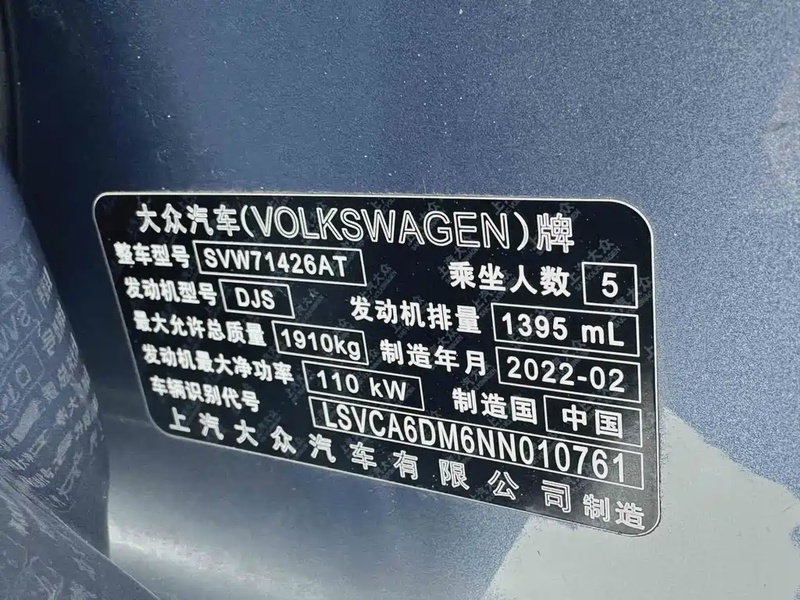 大众汽车(VOLKSWAGEN)牌
整车型号 SVW71426AT 乘坐人数 5
发动机型号 DJS 发动机排量 1395 mL
最大允许总质量 1910kg 制造年月 2022-02
发动机最大净功率 110 kW 制造国 中国
车辆识别代号 LSVCA6DM6NN010761
上汽大众汽车有限公司制造